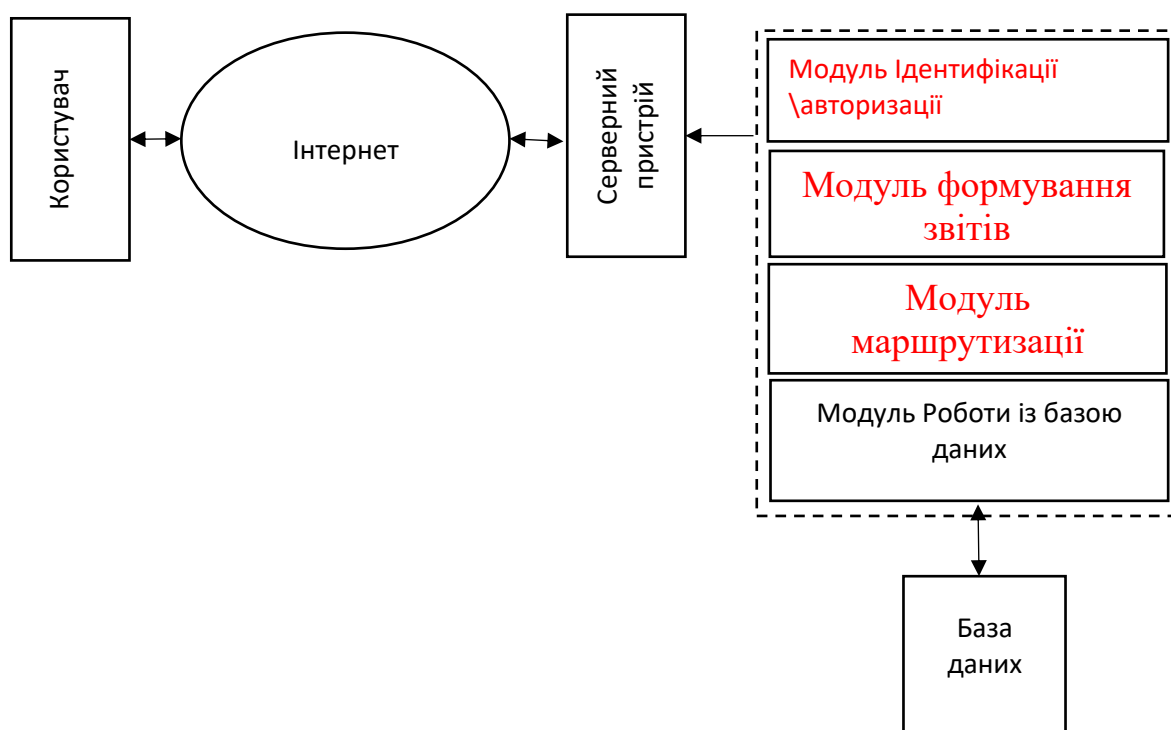 Користувач
Інтернет
Серверний
пристрій
Модуль Ідентифікації
\авторизації
Модуль формування
звітів
Модуль
маршрутизації
Модуль Роботи із базою
даних
База
даних